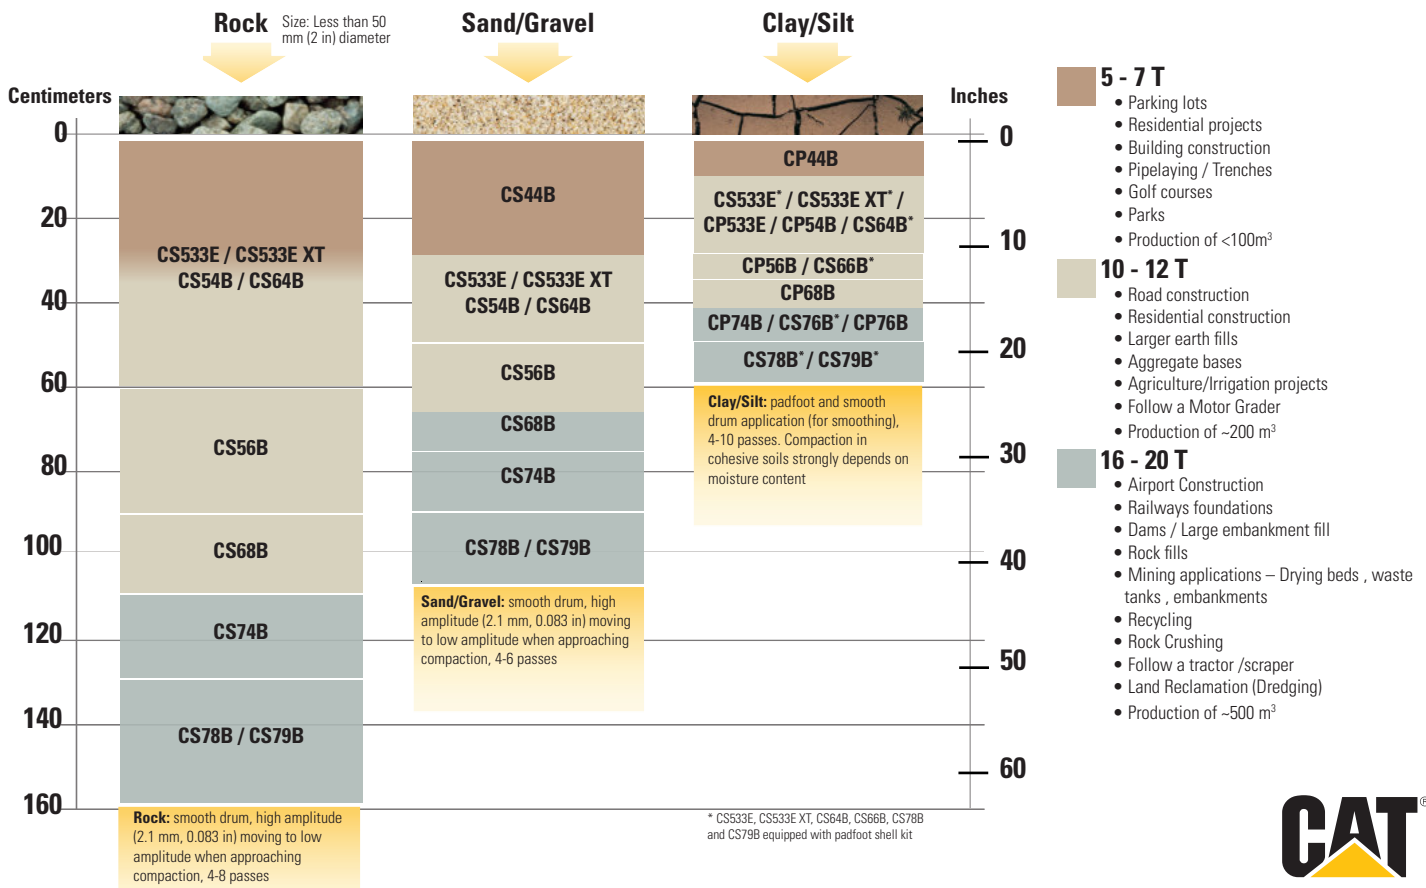 Rock
Size: Less than 50
mm (2 in) diameter
Sand/Gravel
Clay/Silt
Centimeters
Inches
0
20
40
60
80
100
120
140
160
CS533E / CS533E XT
CS54B / CS64B
CS56B
CS68B
CS74B
CS78B / CS79B
Rock: smooth drum, high amplitude
(2.1 mm, 0.083 in) moving to low
amplitude when approaching
compaction, 4-8 passes
CS44B
CS533E / CS533E XT
CS54B / CS64B
CS56B
CS68B
CS74B
CS78B / CS79B
Sand/Gravel: smooth drum, high
amplitude (2.1 mm, 0.083 in) moving
to low amplitude when approaching
compaction, 4-6 passes
CP44B
CS533E* / CS533E XT* /
CP533E / CP54B / CS64B*
CP56B / CS66B*
CP68B
CP74B / CS76B* / CP76B
CS78B* / CS79B*
Clay/Silt: padfoot and smooth
drum application (for smoothing),
4-10 passes. Compaction in
cohesive soils strongly depends on
moisture content
* CS533E, CS533E XT, CS64B, CS66B, CS78B
and CS79B equipped with padfoot shell kit
0
10
20
30
40
50
60
5 - 7 T
• Parking lots
• Residential projects
• Building construction
• Pipelaying / Trenches
• Golf courses
• Parks
• Production of <100m³
10 - 12 T
• Road construction
• Residential construction
• Larger earth fills
• Aggregate bases
• Agriculture/Irrigation projects
• Follow a Motor Grader
• Production of ~200 m³
16 - 20 T
• Airport Construction
• Railways foundations
• Dams / Large embankment fill
• Rock fills
• Mining applications – Drying beds , waste
tanks , embankments
• Recycling
• Rock Crushing
• Follow a tractor /scraper
• Land Reclamation (Dredging)
• Production of ~500 m³
CAT®